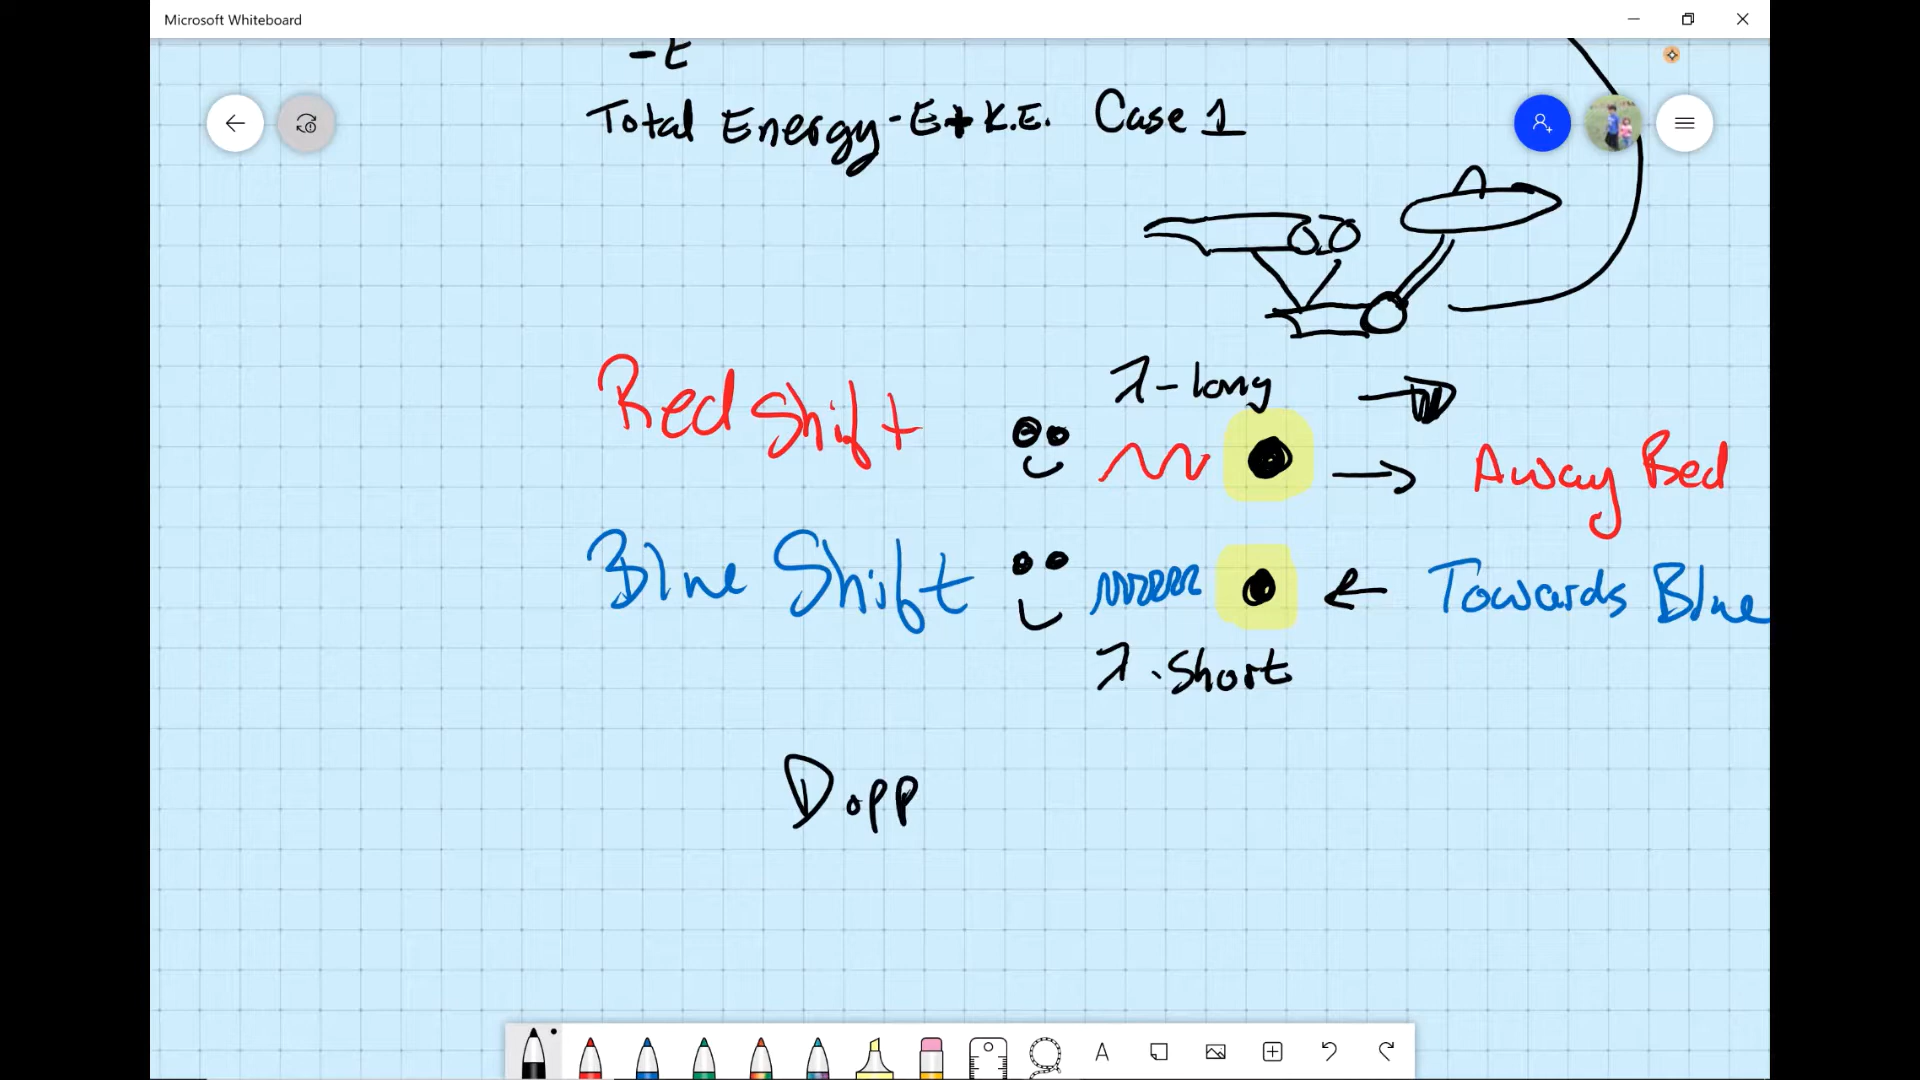 Microsoft Whiteboard
-E
Total Energy - E + K.E. Case 1
λ - long
Red Shift
Away Red
Blue Shift
Towards Blue
λ . Short
Dopp
A